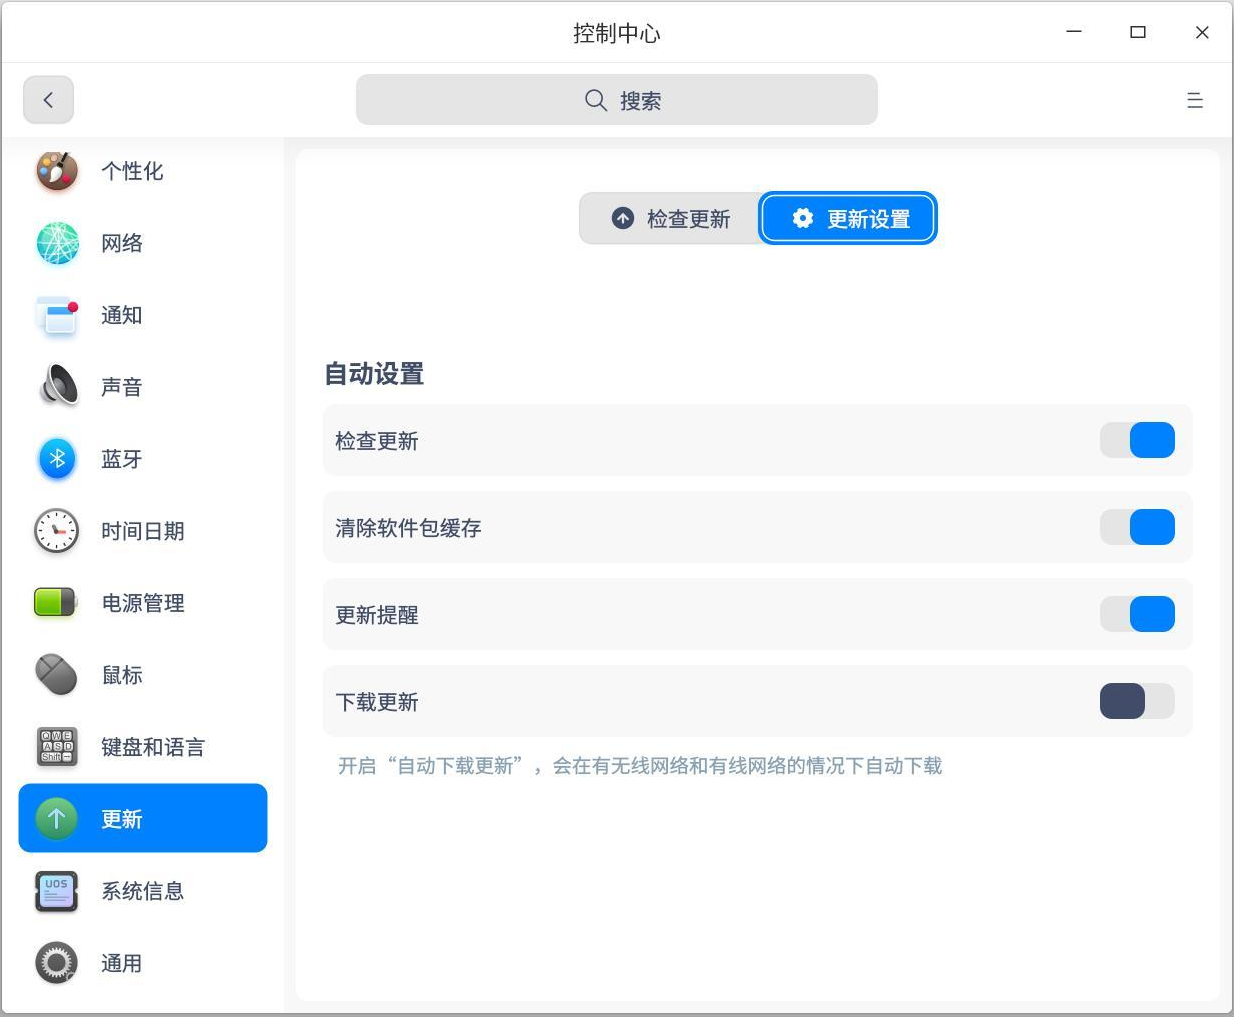 控制中心
搜索
个性化
网络
通知
声音
蓝牙
时间日期
电源管理
鼠标
Q W E
A S D
Shift
键盘和语言
更新
UOS
系统信息
通用
检查更新
更新设置
自动设置
检查更新
清除软件包缓存
更新提醒
下载更新
开启“自动下载更新”，会在有无线网络和有线网络的情况下自动下载